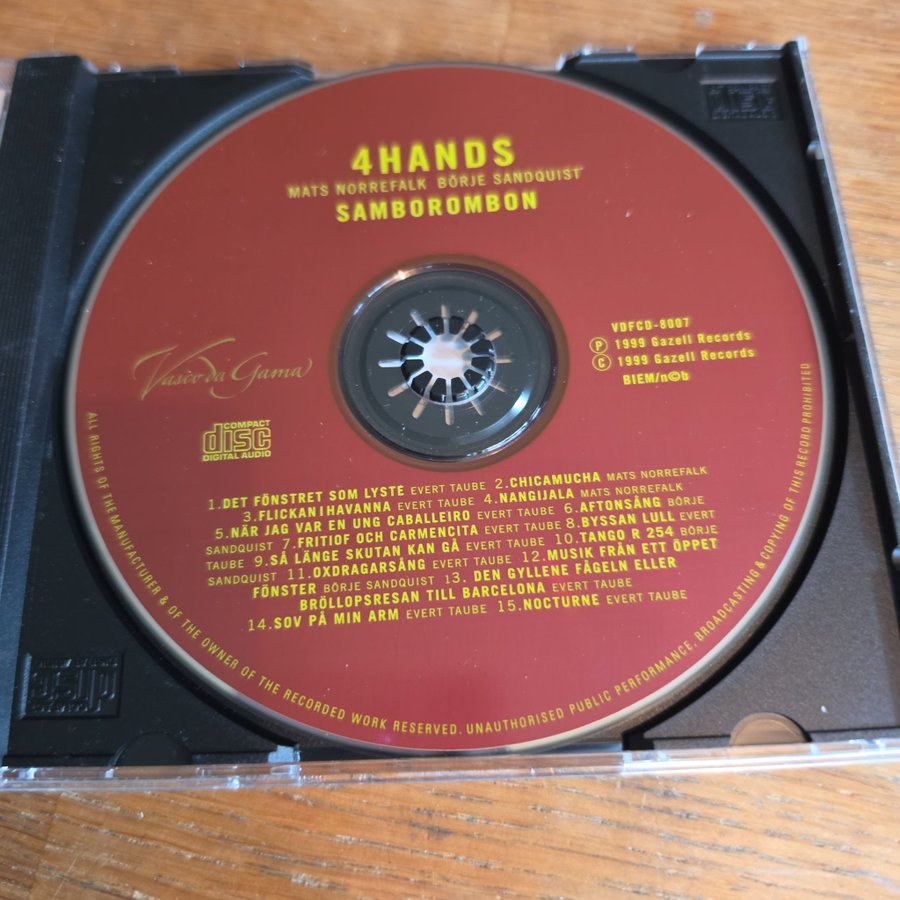 4HANDS
MATS NORREFALK BÖRJE SANDQUIST
SAMBOROMBON
Vasco da Gama
COMPACT
disc
DIGITAL AUDIO
VDFCD-8007
Ⓟ 1999 Gazell Records
Ⓒ 1999 Gazell Records
BIEM/n©b
1.DET FÖNSTRET SOM LYSTE EVERT TAUBE 2.CHICAMUCHA MATS NORREFALK
3.FLICKAN I HAVANNA EVERT TAUBE 4.NANGIJALA MATS NORREFALK
5.NÄR JAG VAR EN UNG CABALLEIRO EVERT TAUBE 6.AFTONSÅNG BÖRJE
SANDQUIST 7.FRITIOF OCH CARMENCITA EVERT TAUBE 8.BYSSAN LULL EVERT
TAUBE 9.SÅ LÄNGE SKUTAN KAN GÅ EVERT TAUBE 10.TANGO R 254 BÖRJE
SANDQUIST 11.OXDRAGARSÅNG EVERT TAUBE 12.MUSIK FRÅN ETT ÖPPET
FÖNSTER BÖRJE SANDQUIST 13. DEN GYLLENE FÅGELN ELLER
BRÖLLOPSRESAN TILL BARCELONA EVERT TAUBE
14.SOV PÅ MIN ARM EVERT TAUBE 15.NOCTURNE EVERT TAUBE
ALL RIGHTS OF THE MANUFACTURER & OF THE OWNER OF THE RECORDED WORK RESERVED. UNAUTHORISED PUBLIC PERFORMANCE, BROADCASTING & COPYING OF THIS RECORD PROHIBITED